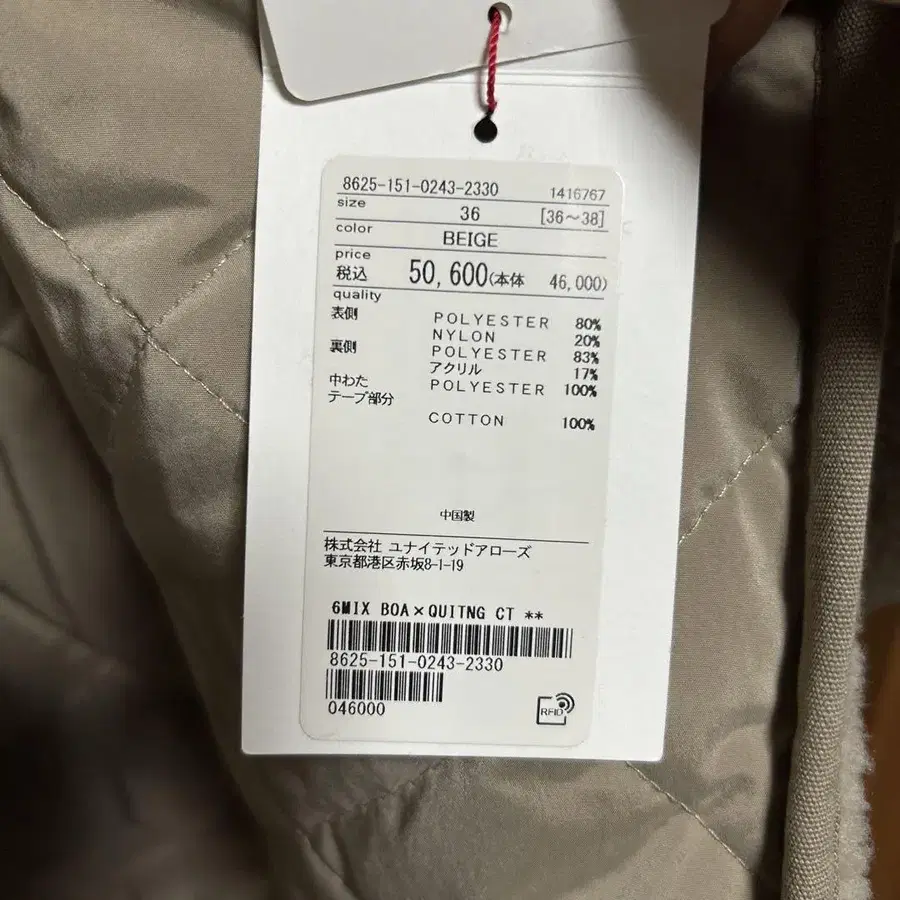 8625-151-0243-2330 1416767
size 36 [36~38]
color BEIGE
price
税込 50,600(本体 46,000)
quality
表側 POLYESTER 80%
NYLON 20%
裏側 POLYESTER 83%
アクリル 17%
中わた POLYESTER 100%
テープ部分
COTTON 100%
中国製
株式会社 ユナイテッドアローズ
東京都港区赤坂8-1-19
6MIX BOA×QUITNG CT **
8625-151-0243-2330
046000
RFID